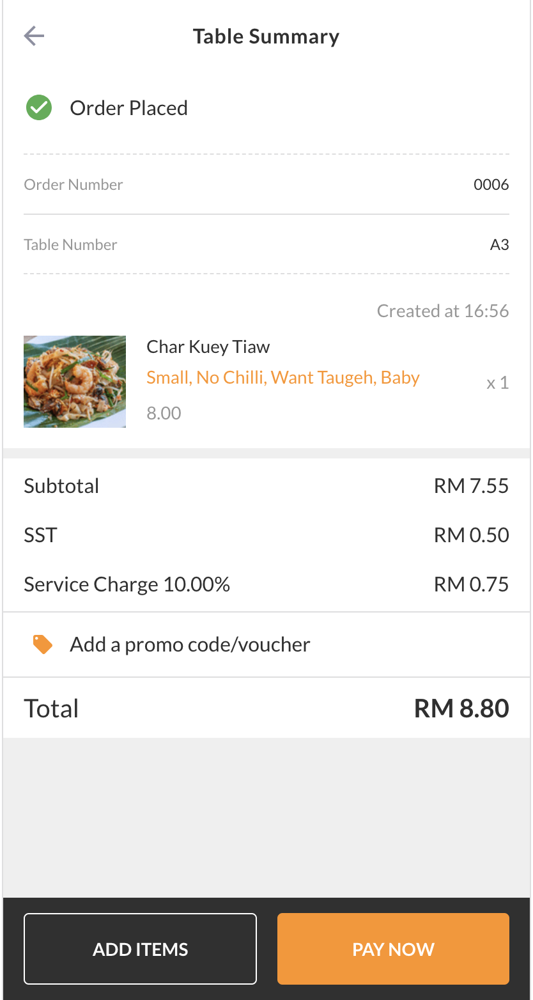 Table Summary
Order Placed
Order Number 0006
Table Number A3
Created at 16:56
Char Kuey Tiaw
Small, No Chilli, Want Taugeh, Baby
x 1
8.00
Subtotal RM 7.55
SST RM 0.50
Service Charge 10.00% RM 0.75
Add a promo code/voucher
Total RM 8.80
ADD ITEMS PAY NOW